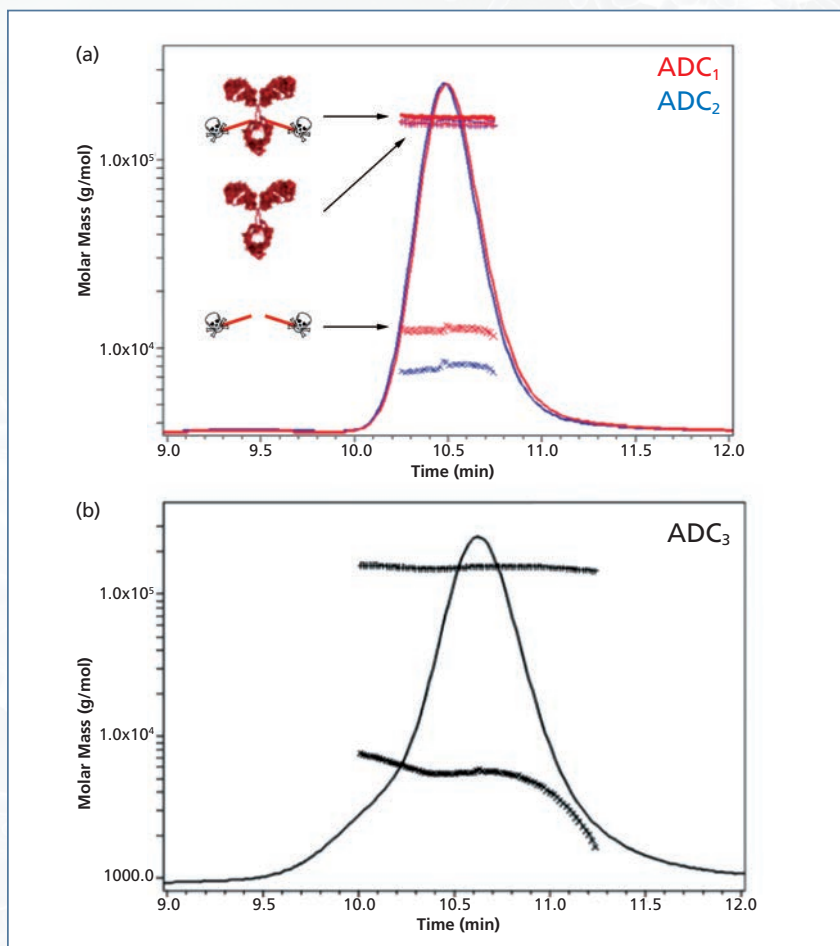 (a)
ADC₁
ADC₂
Molar Mass (g/mol)
1.0x10⁵
1.0x10⁴
9.0 9.5 10.0 10.5 11.0 11.5 12.0
Time (min)
(b)
ADC₃
Molar Mass (g/mol)
1.0x10⁵
1.0x10⁴
1000.0
9.0 9.5 10.0 10.5 11.0 11.5 12.0
Time (min)